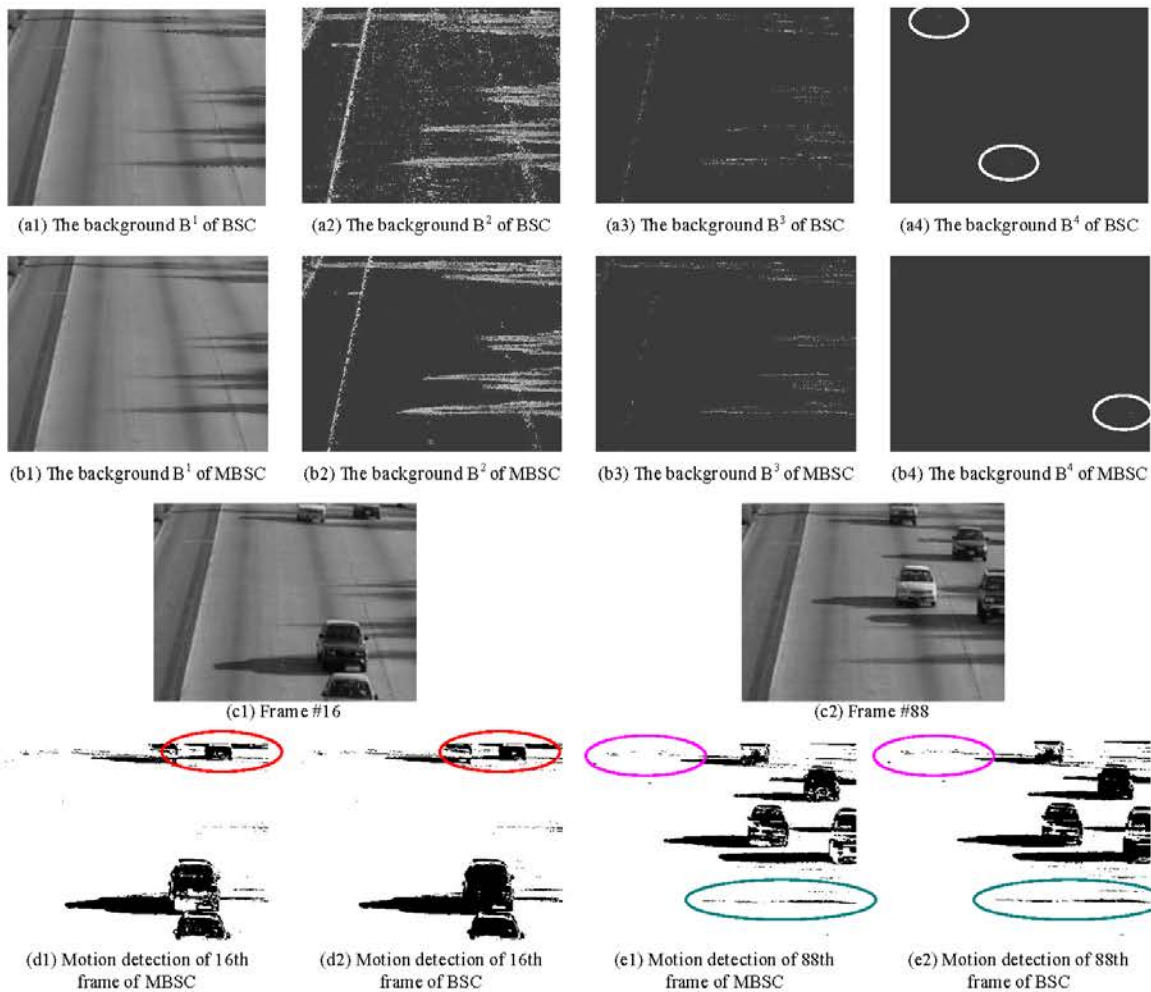 (a1) The background B¹ of BSC
(a2) The background B² of BSC
(a3) The background B³ of BSC
(a4) The background B⁴ of BSC
(b1) The background B¹ of MBSC
(b2) The background B² of MBSC
(b3) The background B³ of MBSC
(b4) The background B⁴ of MBSC
(c1) Frame #16
(c2) Frame #88
(d1) Motion detection of 16th
frame of MBSC
(d2) Motion detection of 16th
frame of BSC
(e1) Motion detection of 88th
frame of MBSC
(e2) Motion detection of 88th
frame of BSC